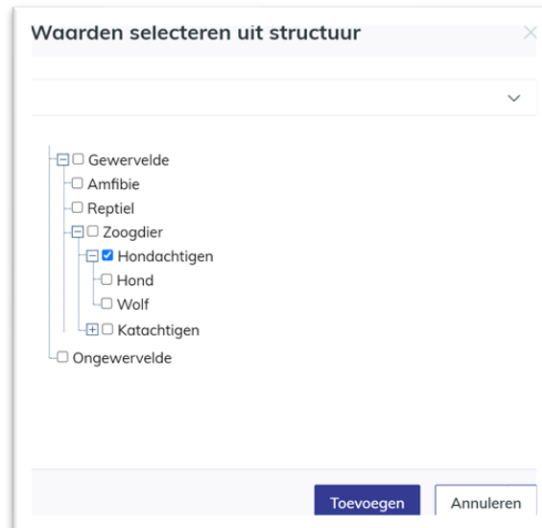 Waarden selecteren uit structuur
Gewervelde
Amfibie
Reptiel
Zoogdier
Hondachtigen
Hond
Wolf
Katachtigen
Ongewervelde
Toevoegen Annuleren